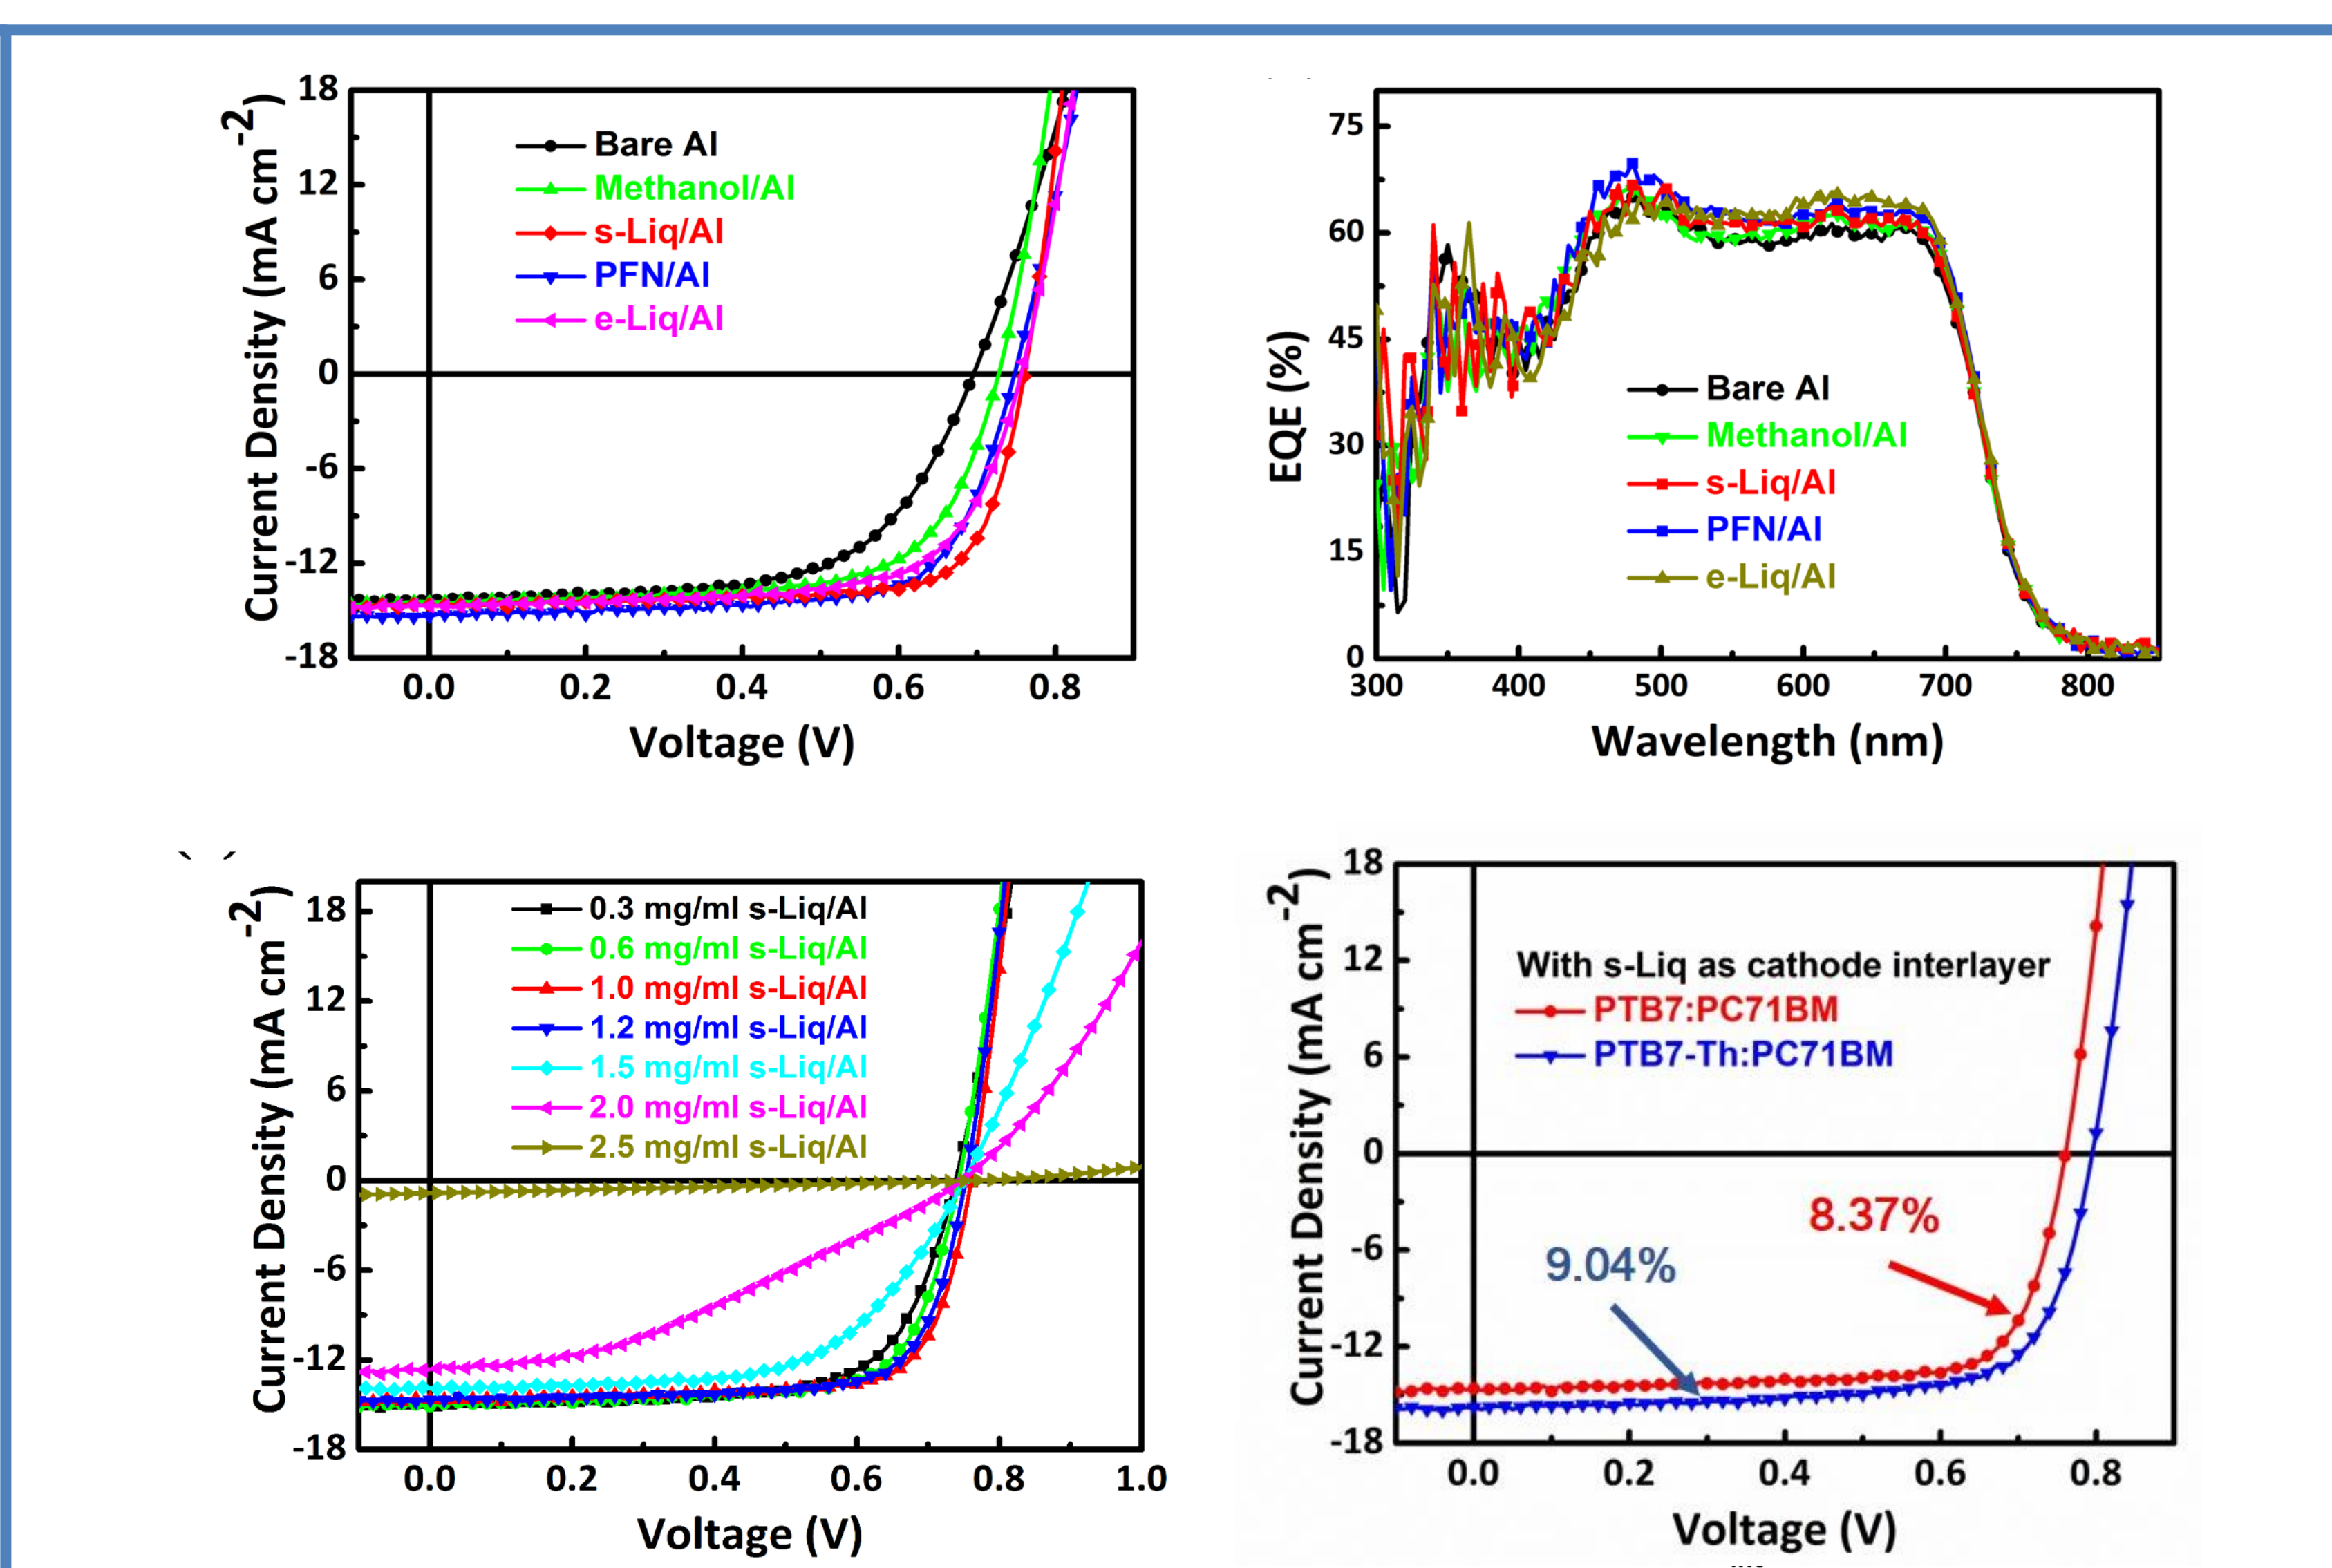 18
12
6
0
-6
-12
-18
Current Density (mA cm-2)
Bare Al
Methanol/Al
s-Liq/Al
PFN/Al
e-Liq/Al
0.0 0.2 0.4 0.6 0.8
Voltage (V)
75
60
45
30
15
0
EQE (%)
Bare Al
Methanol/Al
s-Liq/Al
PFN/Al
e-Liq/Al
300 400 500 600 700 800
Wavelength (nm)
18
12
6
0
-6
-12
-18
Current Density (mA cm-2)
0.3 mg/ml s-Liq/Al
0.6 mg/ml s-Liq/Al
1.0 mg/ml s-Liq/Al
1.2 mg/ml s-Liq/Al
1.5 mg/ml s-Liq/Al
2.0 mg/ml s-Liq/Al
2.5 mg/ml s-Liq/Al
0.0 0.2 0.4 0.6 0.8 1.0
Voltage (V)
18
12
6
0
-6
-12
-18
Current Density (mA cm-2)
With s-Liq as cathode interlayer
PTB7:PC71BM
PTB7-Th:PC71BM
8.37%
9.04%
0.0 0.2 0.4 0.6 0.8
Voltage (V)